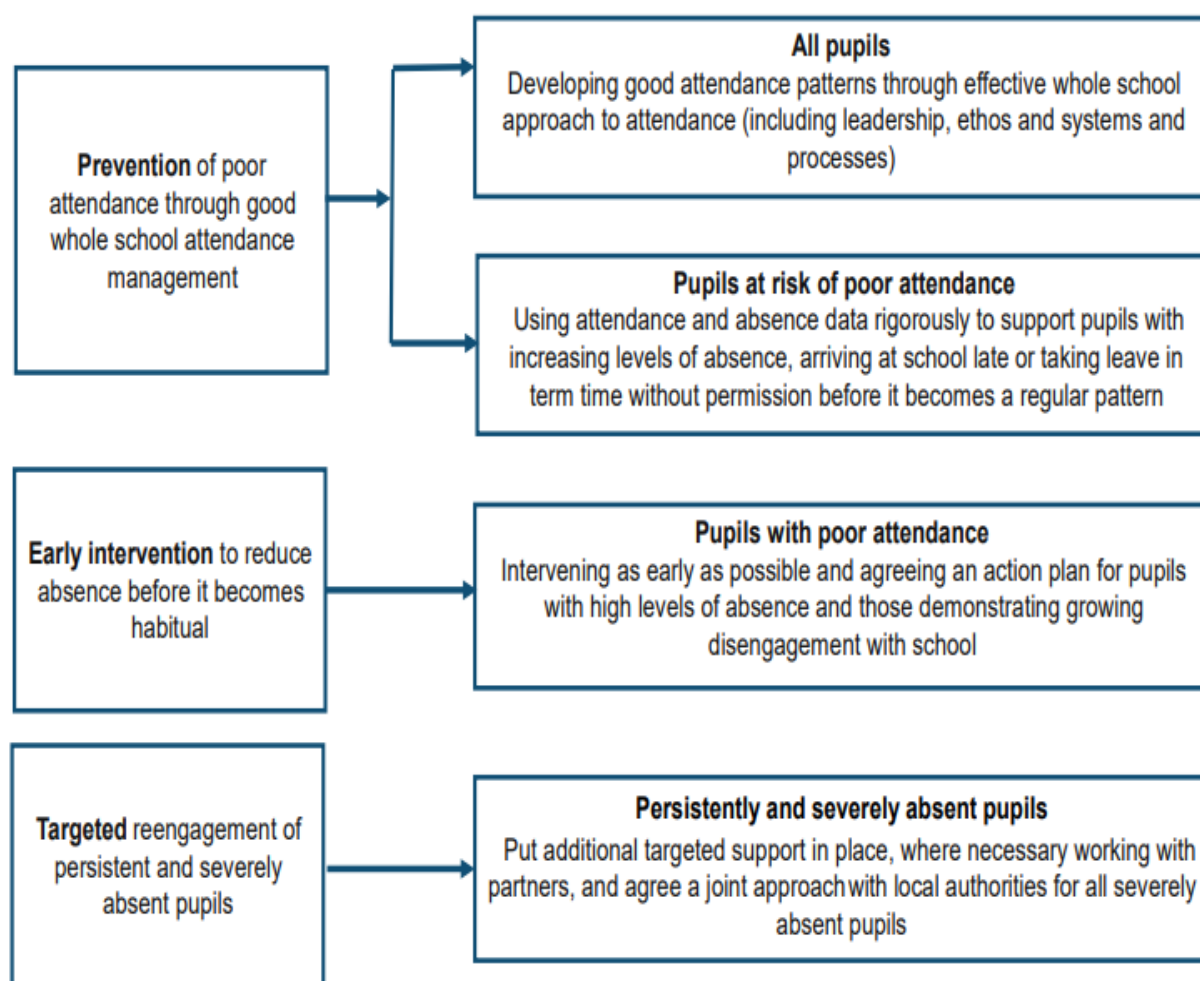 Prevention of poor
attendance through good
whole school attendance
management
All pupils
Developing good attendance patterns through effective whole school
approach to attendance (including leadership, ethos and systems and
processes)
Pupils at risk of poor attendance
Using attendance and absence data rigorously to support pupils with
increasing levels of absence, arriving at school late or taking leave in
term time without permission before it becomes a regular pattern
Early intervention to reduce
absence before it becomes
habitual
Pupils with poor attendance
Intervening as early as possible and agreeing an action plan for pupils
with high levels of absence and those demonstrating growing
disengagement with school
Targeted reengagement of
persistent and severely
absent pupils
Persistently and severely absent pupils
Put additional targeted support in place, where necessary working with
partners, and agree a joint approach with local authorities for all severely
absent pupils